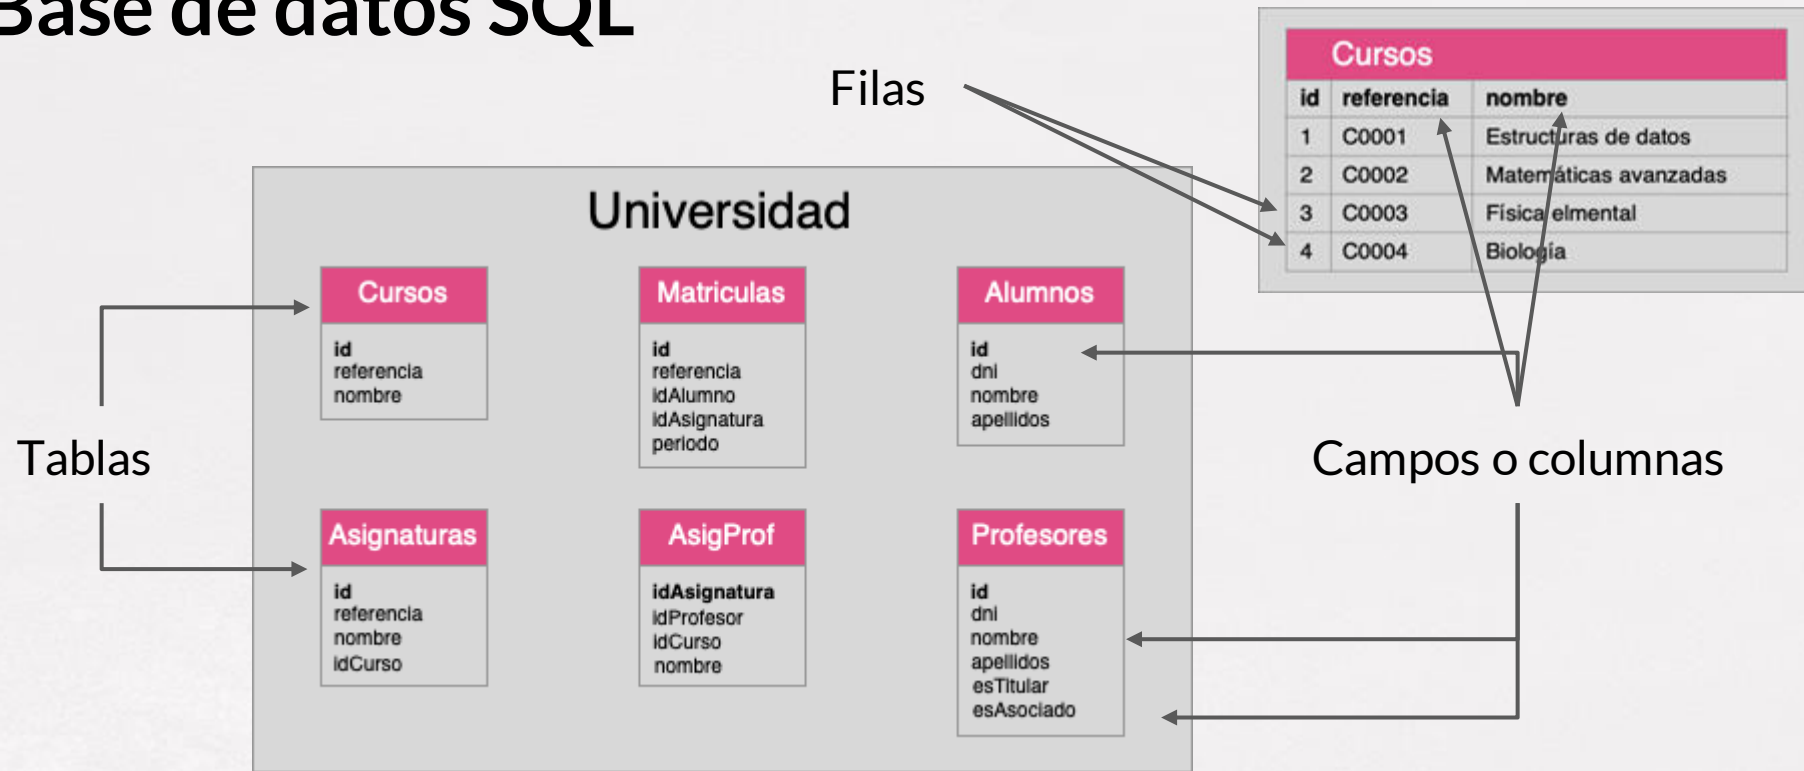 Base de datos SQL
Filas
Cursos
id referencia nombre
1 C0001 Estructuras de datos
2 C0002 Matemáticas avanzadas
3 C0003 Física elmental
4 C0004 Biología
Universidad
Cursos
id
referencia
nombre
Matriculas
id
referencia
idAlumno
idAsignatura
periodo
Alumnos
id
dni
nombre
apellidos
Tablas
Campos o columnas
Asignaturas
id
referencia
nombre
idCurso
AsigProf
idAsignatura
idProfesor
idCurso
nombre
Profesores
id
dni
nombre
apellidos
esTitular
esAsociado